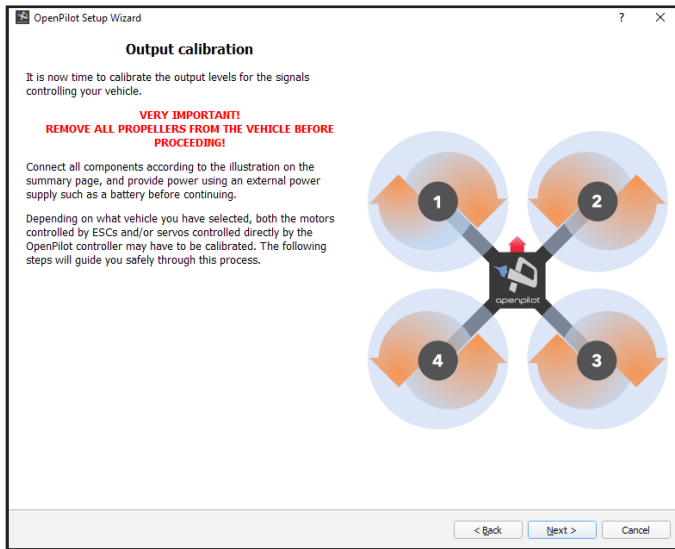 OpenPilot Setup Wizard
? X
Output calibration
It is now time to calibrate the output levels for the signals
controlling your vehicle.
VERY IMPORTANT!
REMOVE ALL PROPELLERS FROM THE VEHICLE BEFORE
PROCEEDING!
Connect all components according to the illustration on the
summary page, and provide power using an external power
supply such as a battery before continuing.
Depending on what vehicle you have selected, both the motors
controlled by ESCs and/or servos controlled directly by the
OpenPilot controller may have to be calibrated. The following
steps will guide you safely through this process.
1
2
openpilot
4
3
< Back
Next >
Cancel